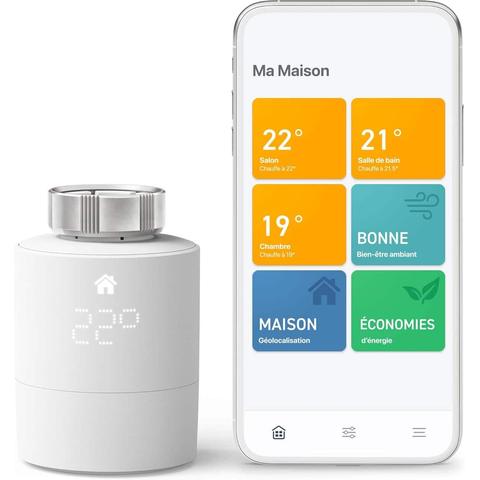 Ma Maison
22°
Salon
Chauffe à 22°
21°
Salle de bain
Chauffe à 21.5°
19°
Chambre
Chauffe à 19°
BONNE
Bien-être ambiant
MAISON
Géolocalisation
ÉCONOMIES
d'énergie
22°